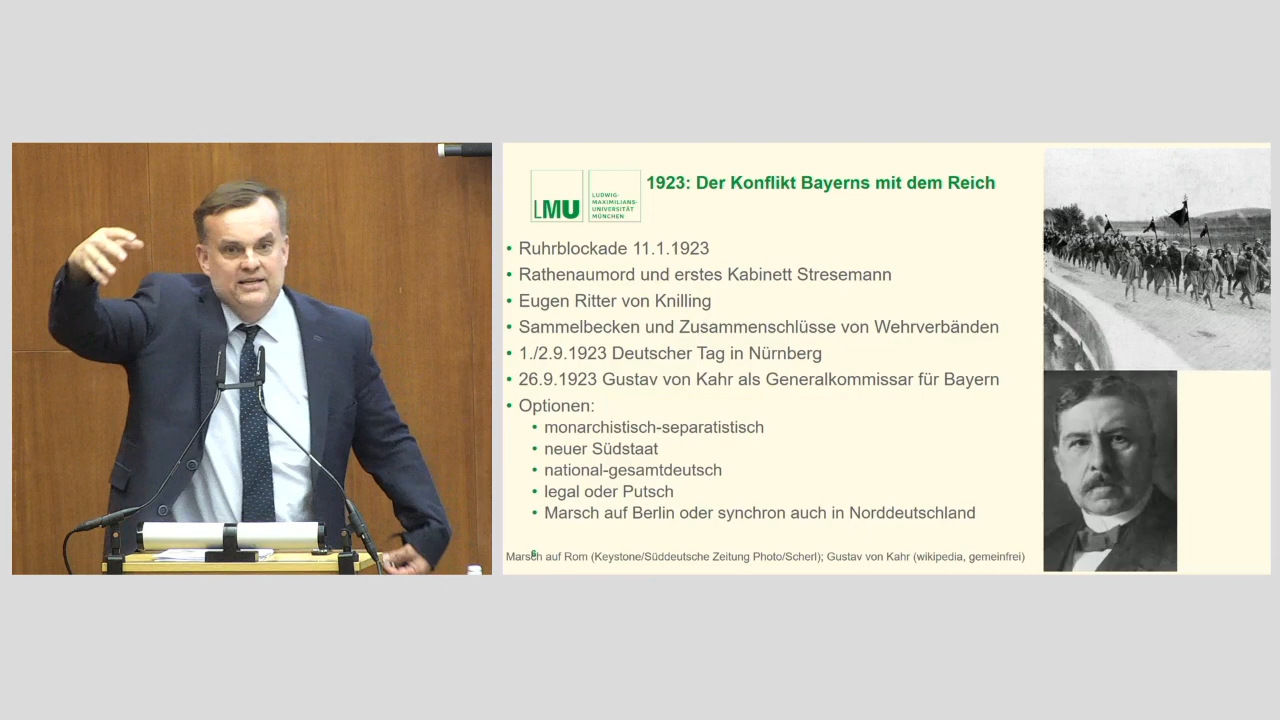 LMU
LUDWIG-
MAXIMILIANS-
UNIVERSITÄT
MÜNCHEN
1923: Der Konflikt Bayerns mit dem Reich
• Ruhrblockade 11.1.1923
• Rathenaumord und erstes Kabinett Stresemann
• Eugen Ritter von Knilling
• Sammelbecken und Zusammenschlüsse von Wehrverbänden
• 1./2.9.1923 Deutscher Tag in Nürnberg
• 26.9.1923 Gustav von Kahr als Generalkommissar für Bayern
• Optionen:
• monarchistisch-separatistisch
• neuer Südstaat
• national-gesamtdeutsch
• legal oder Putsch
• Marsch auf Berlin oder synchron auch in Norddeutschland
Marsch auf Rom (Keystone/Süddeutsche Zeitung Photo/Scherl); Gustav von Kahr (wikipedia, gemeinfrei)